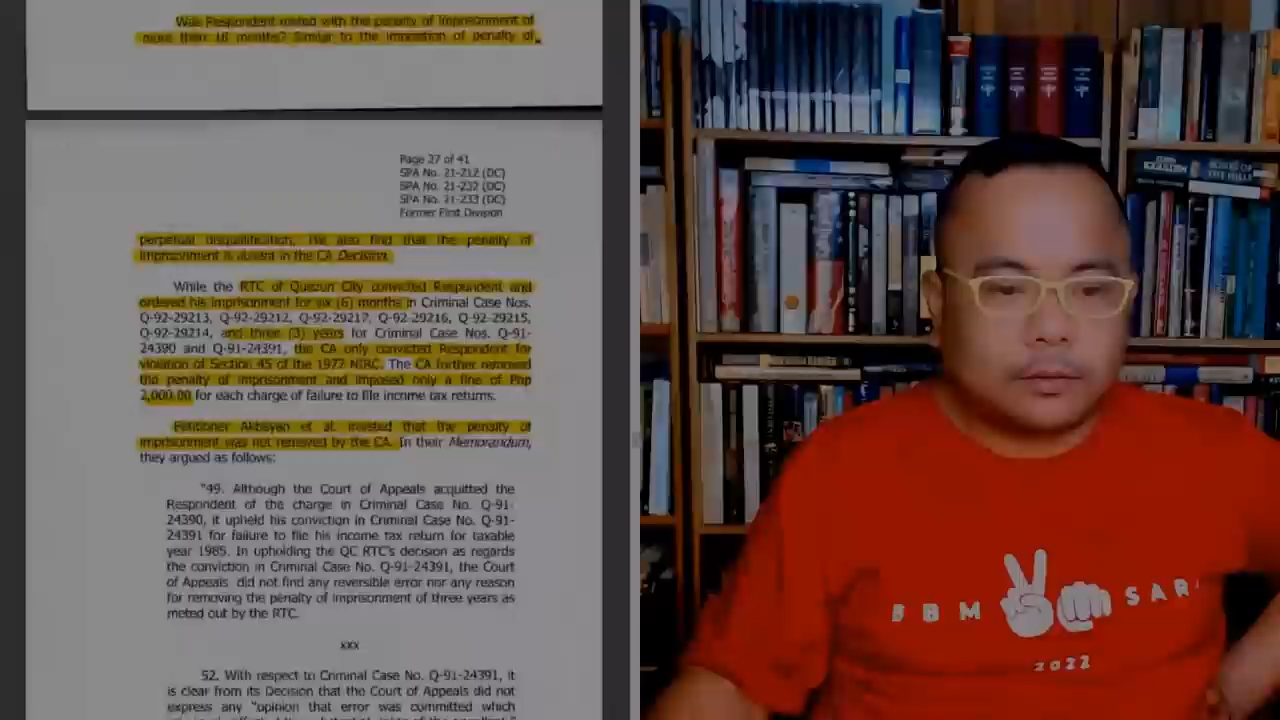 Was Respondent meted with the penalty of imprisonment of
more than 18 months? Similar to the imposition of penalty of
Page 27 of 41
SPA No. 21-212 (DC)
SPA No. 21-232 (DC)
SPA No. 21-233 (DC)
Former First Division
perpetual disqualification, We also find that the penalty of
imprisonment is absent in the CA Decision.
While the RTC of Quezon City convicted Respondent and
ordered his imprisonment for six (6) months in Criminal Case Nos.
Q-92-29213, Q-92-29212, Q-92-29217, Q-92-29216, Q-92-29215,
Q-92-29214, and three (3) years for Criminal Case Nos. Q-91-
24390 and Q-91-24391, the CA only convicted Respondent for
violation of Section 45 of the 1977 NIRC. The CA further removed
the penalty of imprisonment and imposed only a fine of Php
2,000.00 for each charge of failure to file income tax returns.
Petitioner Akbayan et al. insisted that the penalty of
imprisonment was not removed by the CA. In their Memorandum,
they argued as follows:
"49. Although the Court of Appeals acquitted the
Respondent of the charge in Criminal Case No. Q-91-
24390, it upheld his conviction in Criminal Case No. Q-91-
24391 for failure to file his income tax return for taxable
year 1985. In upholding the QC RTC's decision as regards
the conviction in Criminal Case No. Q-91-24391, the Court
of Appeals did not find any reversible error nor any reason
for removing the penalty of imprisonment of three years as
meted out by the RTC.
xxx
52. With respect to Criminal Case No. Q-91-24391, it
is clear from its Decision that the Court of Appeals did not
express any "opinion that error was committed which
BBM SAR
2022